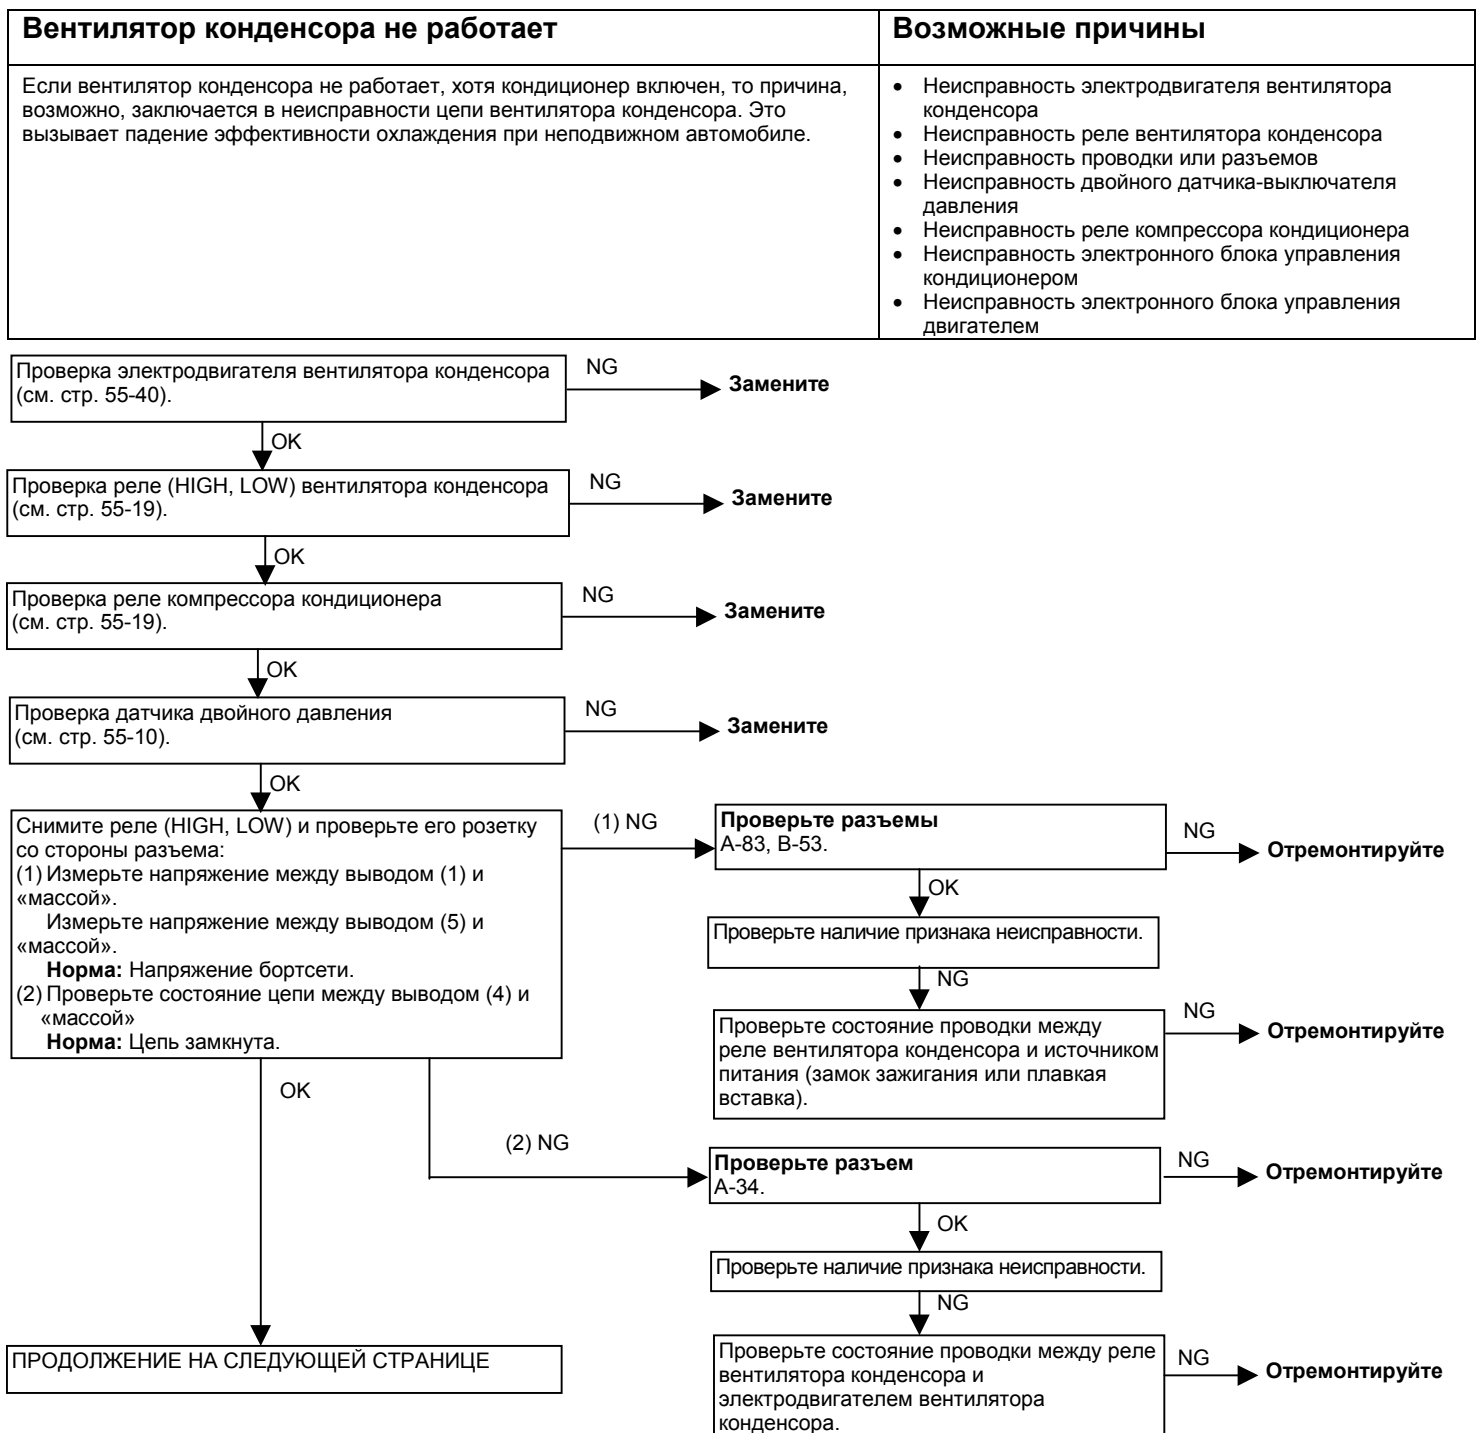 Вентилятор конденсора не работает
Возможные причины
Если вентилятор конденсора не работает, хотя кондиционер включен, то причина,
возможно, заключается в неисправности цепи вентилятора конденсора. Это
вызывает падение эффективности охлаждения при неподвижном автомобиле.
• Неисправность электродвигателя вентилятора
конденсора
• Неисправность реле вентилятора конденсора
• Неисправность проводки или разъемов
• Неисправность двойного датчика-выключателя
давления
• Неисправность реле компрессора кондиционера
• Неисправность электронного блока управления
кондиционером
• Неисправность электронного блока управления
двигателем
Проверка электродвигателя вентилятора конденсора
(см. стр. 55-40).
NG
Замените
OK
Проверка реле (HIGH, LOW) вентилятора конденсора
(см. стр. 55-19).
NG
Замените
OK
Проверка реле компрессора кондиционера
(см. стр. 55-19).
NG
Замените
OK
Проверка датчика двойного давления
(см. стр. 55-10).
NG
Замените
OK
Снимите реле (HIGH, LOW) и проверьте его розетку
со стороны разъема:
(1) Измерьте напряжение между выводом (1) и
«массой».
Измерьте напряжение между выводом (5) и
«массой».
Норма: Напряжение бортсети.
(2) Проверьте состояние цепи между выводом (4) и
«массой»
Норма: Цепь замкнута.
(1) NG
Проверьте разъемы
А-83, В-53.
NG
Отремонтируйте
OK
Проверьте наличие признака неисправности.
NG
Проверьте состояние проводки между
реле вентилятора конденсора и источником
питания (замок зажигания или плавкая
вставка).
NG
Отремонтируйте
OK
(2) NG
Проверьте разъем
А-34.
NG
Отремонтируйте
OK
Проверьте наличие признака неисправности.
NG
Проверьте состояние проводки между реле
вентилятора конденсора и
электродвигателем вентилятора
конденсора.
NG
Отремонтируйте
ПРОДОЛЖЕНИЕ НА СЛЕДУЮЩЕЙ СТРАНИЦЕ